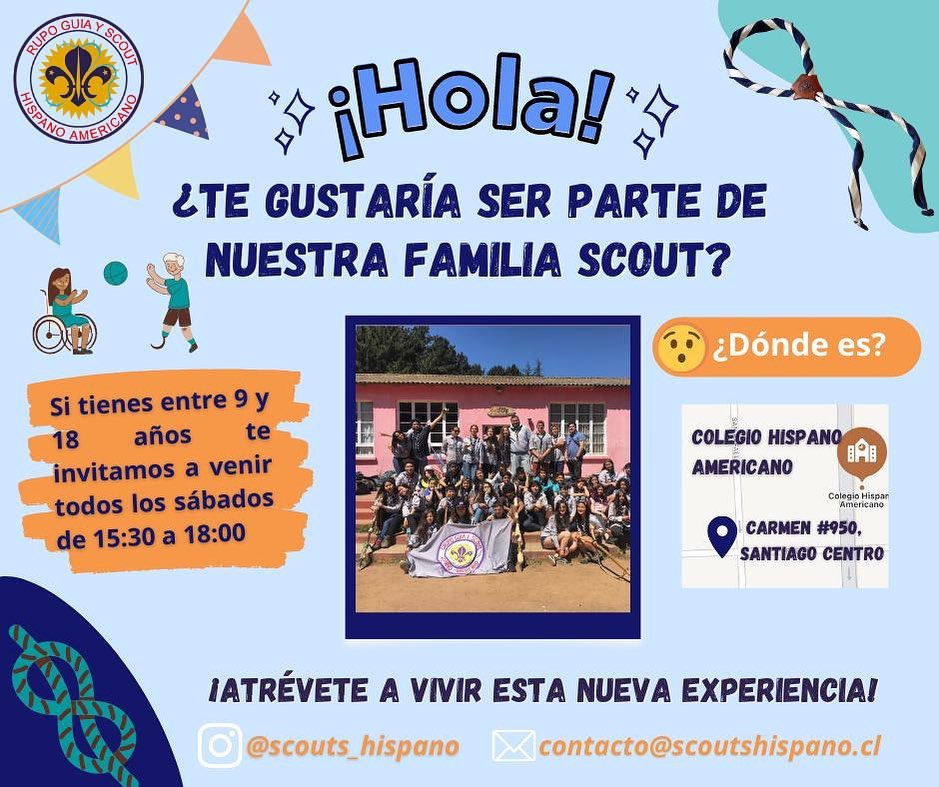 RUPO GUIA Y SCOUT
HISPANO AMERICANO
¡Hola!
¿TE GUSTARÍA SER PARTE DE
NUESTRA FAMILIA SCOUT?
Si tienes entre 9 y
18 años te
invitamos a venir
todos los sábados
de 15:30 a 18:00
¿Dónde es?
COLEGIO HISPANO
AMERICANO
Colegio Hispan
Americano
CARMEN #950,
SANTIAGO CENTRO
¡ATRÉVETE A VIVIR ESTA NUEVA EXPERIENCIA!
@scouts_hispano
contacto@scoutshispano.cl